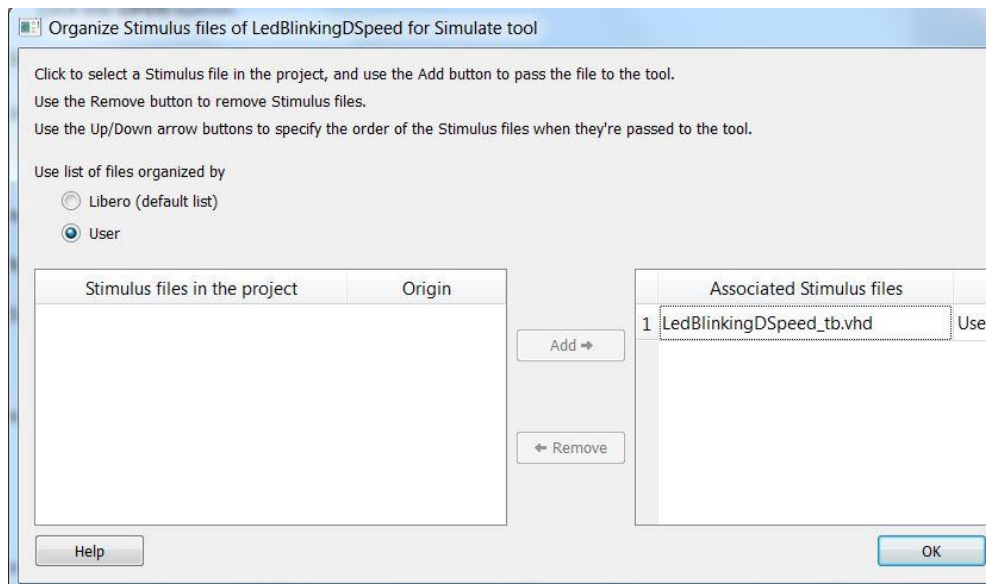 Organize Stimulus files of LedBlinkingDSpeed for Simulate tool
Click to select a Stimulus file in the project, and use the Add button to pass the file to the tool.
Use the Remove button to remove Stimulus files.
Use the Up/Down arrow buttons to specify the order of the Stimulus files when they're passed to the tool.
Use list of files organized by
Libero (default list)
User
Stimulus files in the project Origin
Associated Stimulus files
1 LedBlinkingDSpeed_tb.vhd Use
Add
Remove
Help OK